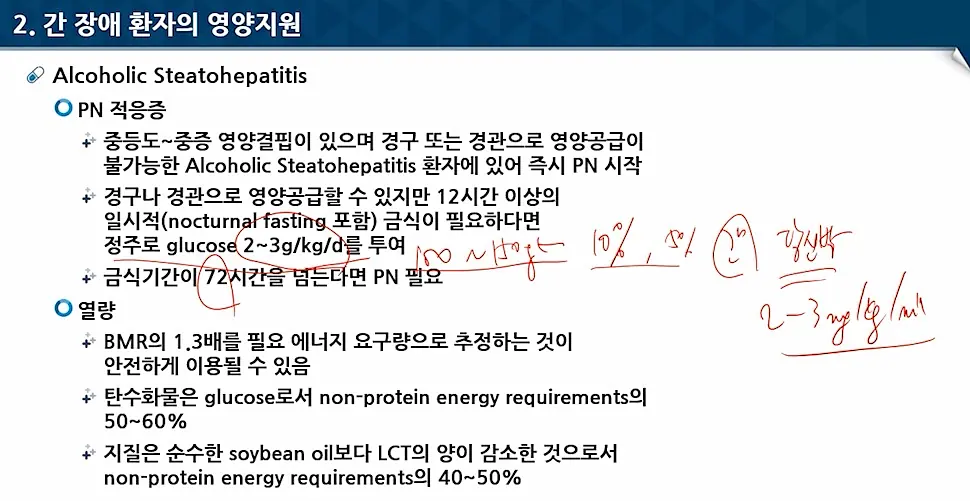 2. 간 장애 환자의 영양지원
Alcoholic Steatohepatitis
PN 적응증
중등도~중증 영양결핍이 있으며 경구 또는 경관으로 영양공급이
불가능한 Alcoholic Steatohepatitis 환자에 있어 즉시 PN 시작
경구나 경관으로 영양공급할 수 있지만 12시간 이상의
일시적(nocturnal fasting 포함) 금식이 필요하다면
정주로 glucose 2~3g/kg/d를 투여
10%, 5%
2-3 mg/kg/min
금식기간이 72시간을 넘는다면 PN 필요
열량
BMR의 1.3배를 필요 에너지 요구량으로 추정하는 것이
안전하게 이용될 수 있음
탄수화물은 glucose로서 non-protein energy requirements의
50~60%
지질은 순수한 soybean oil보다 LCT의 양이 감소한 것으로서
non-protein energy requirements의 40~50%